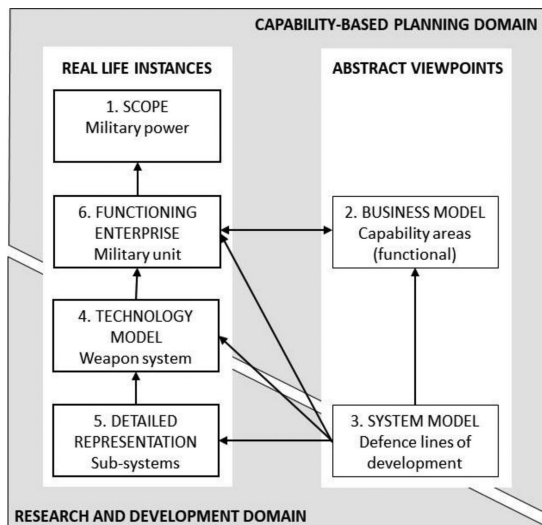 CAPABILITY-BASED PLANNING DOMAIN
REAL LIFE INSTANCES
ABSTRACT VIEWPOINTS
1. SCOPE
Military power
6. FUNCTIONING
ENTERPRISE
Military unit
2. BUSINESS MODEL
Capability areas
(functional)
4. TECHNOLOGY
MODEL
Weapon system
5. DETAILED
REPRESENTATION
Sub-systems
3. SYSTEM MODEL
Defence lines of
development
RESEARCH AND DEVELOPMENT DOMAIN